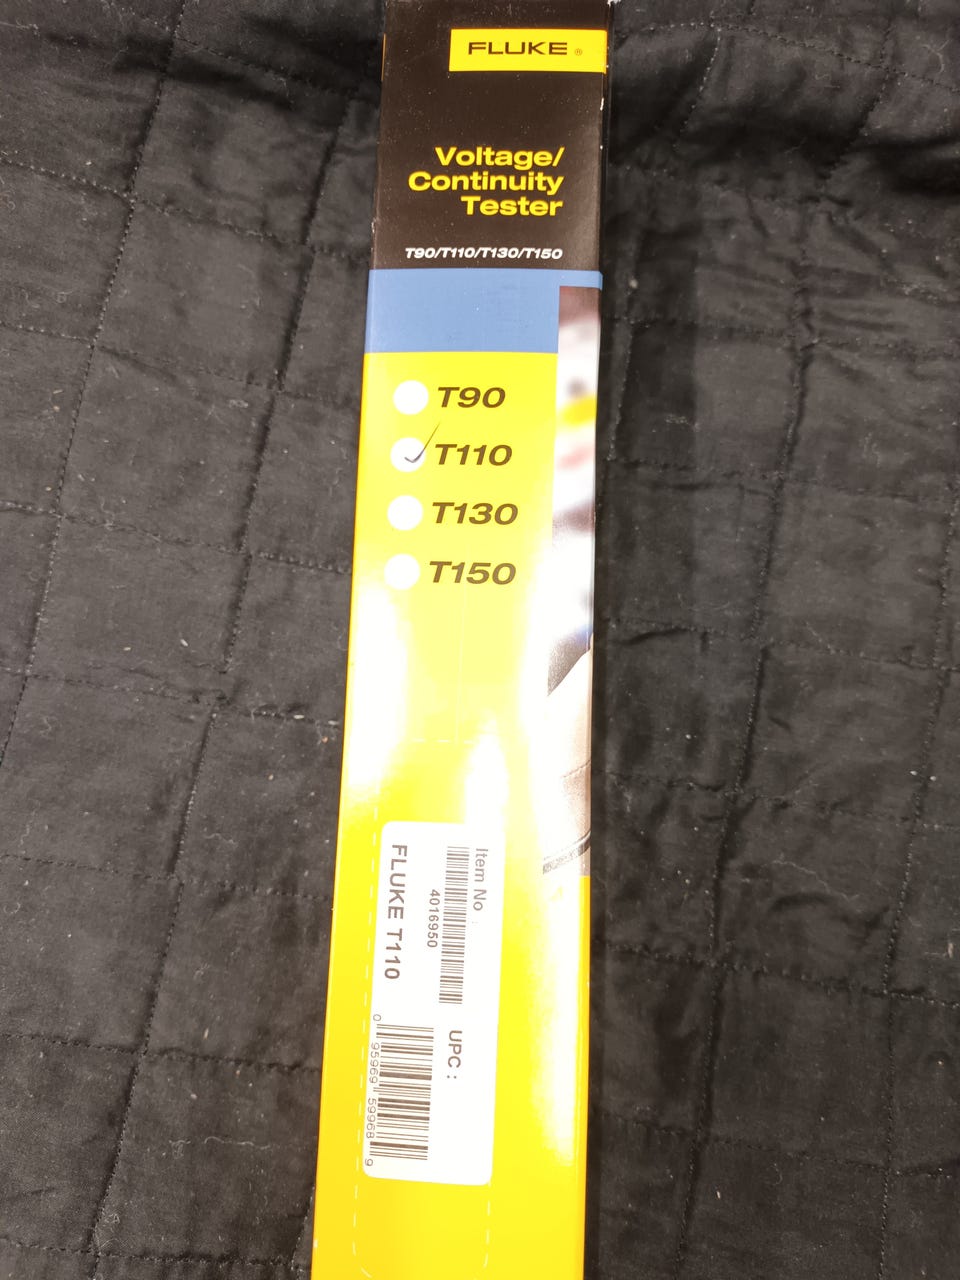 FLUKE ®
Voltage/
Continuity
Tester
T90/T110/T130/T150
T90
T110
T130
T150
Item No :
4016950
FLUKE T110
UPC :
0 95969 59968 9